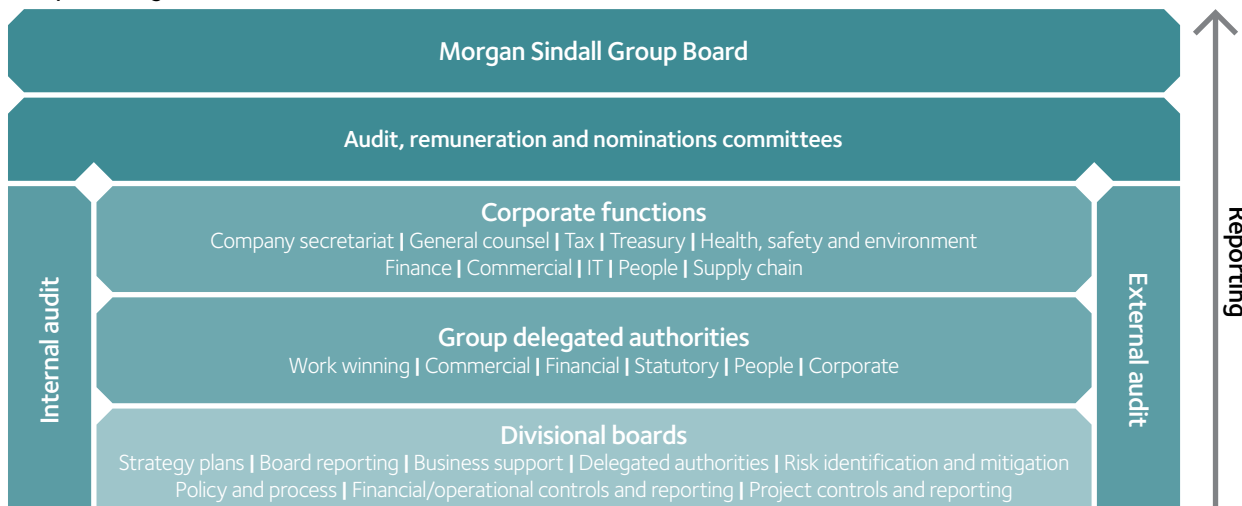 Morgan Sindall Group Board
Audit, remuneration and nominations committees
Corporate functions
Company secretariat | General counsel | Tax | Treasury | Health, safety and environment
Finance | Commercial | IT | People | Supply chain
Group delegated authorities
Work winning | Commercial | Financial | Statutory | People | Corporate
Divisional boards
Strategy plans | Board reporting | Business support | Delegated authorities | Risk identification and mitigation
Policy and process | Financial/operational controls and reporting | Project controls and reporting
Internal audit
External audit
Reporting